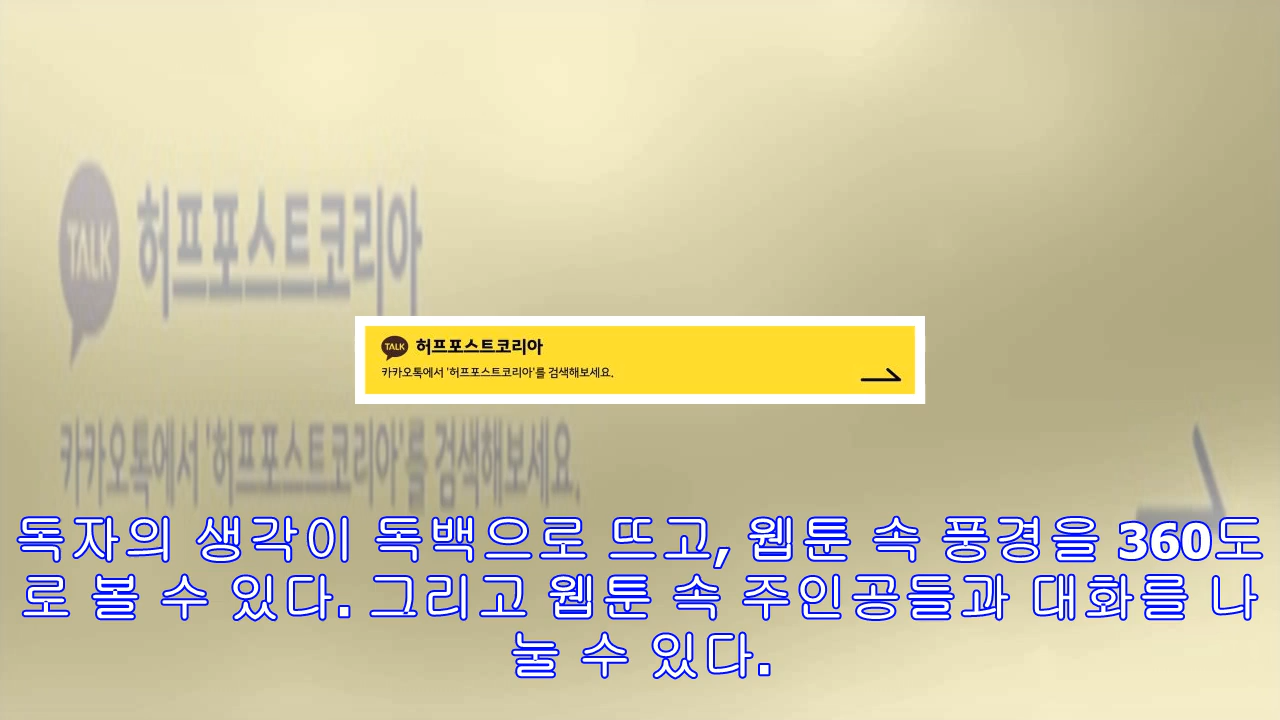 TALK 허프포스트코리아
TALK 허프포스트코리아
카카오톡에서 '허프포스트코리아'를 검색해보세요.
카카오톡에서 '허프포스트코리아'를 검색해보세요.
독자의 생각이 독백으로 뜨고, 웹툰 속 풍경을 360도
로 볼 수 있다. 그리고 웹툰 속 주인공들과 대화를 나
눌 수 있다.